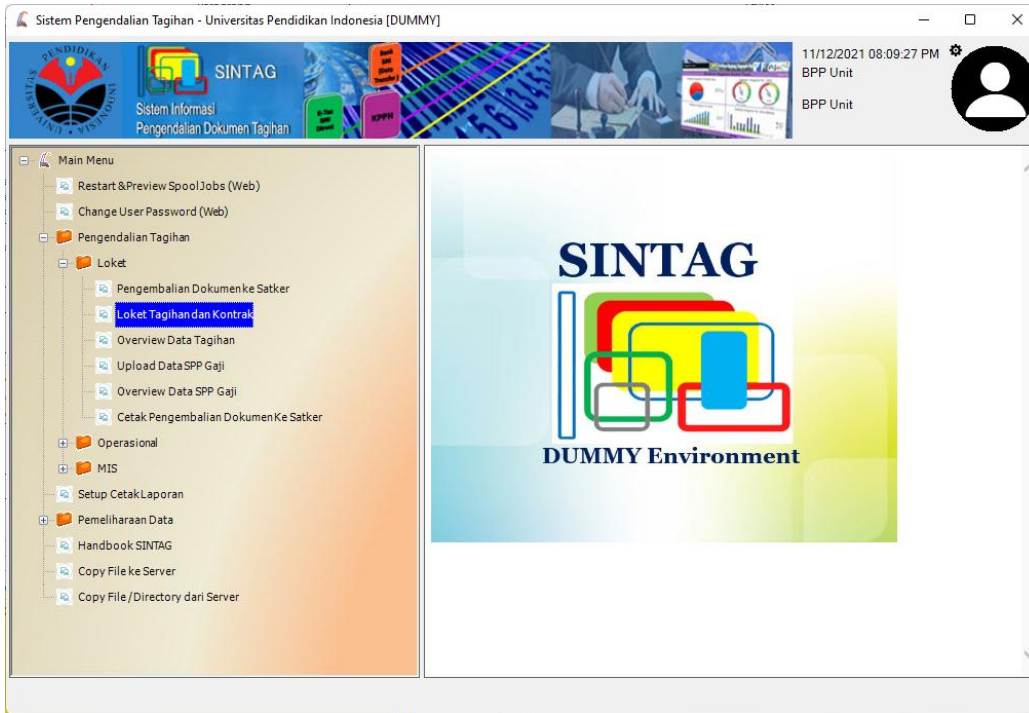 Sistem Pengendalian Tagihan - Universitas Pendidikan Indonesia [DUMMY]
SINTAG
Sistem Informasi
Pengendalian Dokumen Tagihan
KPPN
11/12/2021 08:09:27 PM
BPP Unit
BPP Unit
Main Menu
Restart &Preview SpoolJobs (Web)
Change User Password (Web)
Pengendalian Tagihan
Loket
Pengembalian Dokumen ke Satker
Loket Tagihan dan Kontrak
Overview Data Tagihan
Upload Data SPP Gaji
Overview Data SPP Gaji
Cetak Pengembalian Dokumen Ke Satker
Operasional
MIS
Setup Cetak Laporan
Pemeliharaan Data
Handbook SINTAG
Copy File ke Server
Copy File /Directory dari Server
SINTAG
DUMMY Environment